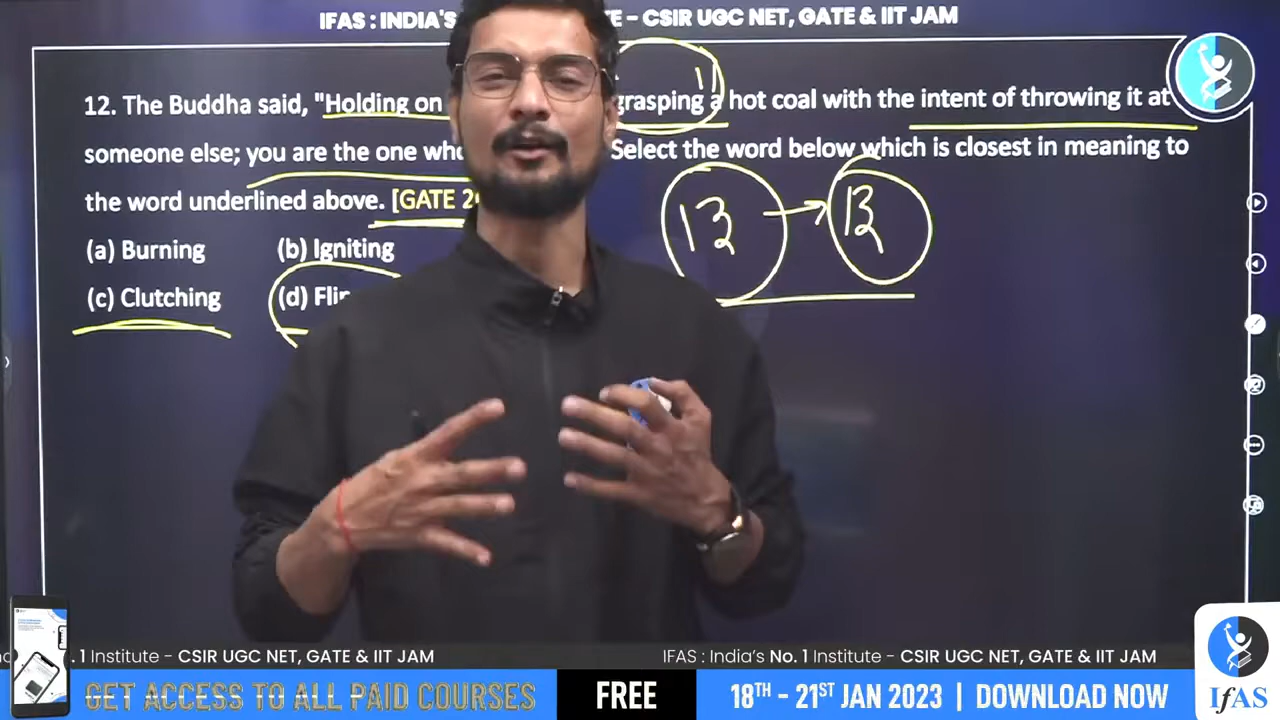 IFAS : INDIA'S E – CSIR UGC NET, GATE & IIT JAM
12. The Buddha said, "Holding on grasping a hot coal with the intent of throwing it at
someone else; you are the one who Select the word below which is closest in meaning to
the word underlined above. [GATE
(a) Burning (b) Igniting
(c) Clutching (d)
13 → 13
. 1 Institute – CSIR UGC NET, GATE & IIT JAM IFAS : India's No. 1 Institute – CSIR UGC NET, GATE & IIT JAM
GET ACCESS TO ALL PAID COURSES FREE 18TH - 21ST JAN 2023 | DOWNLOAD NOW
IfAS